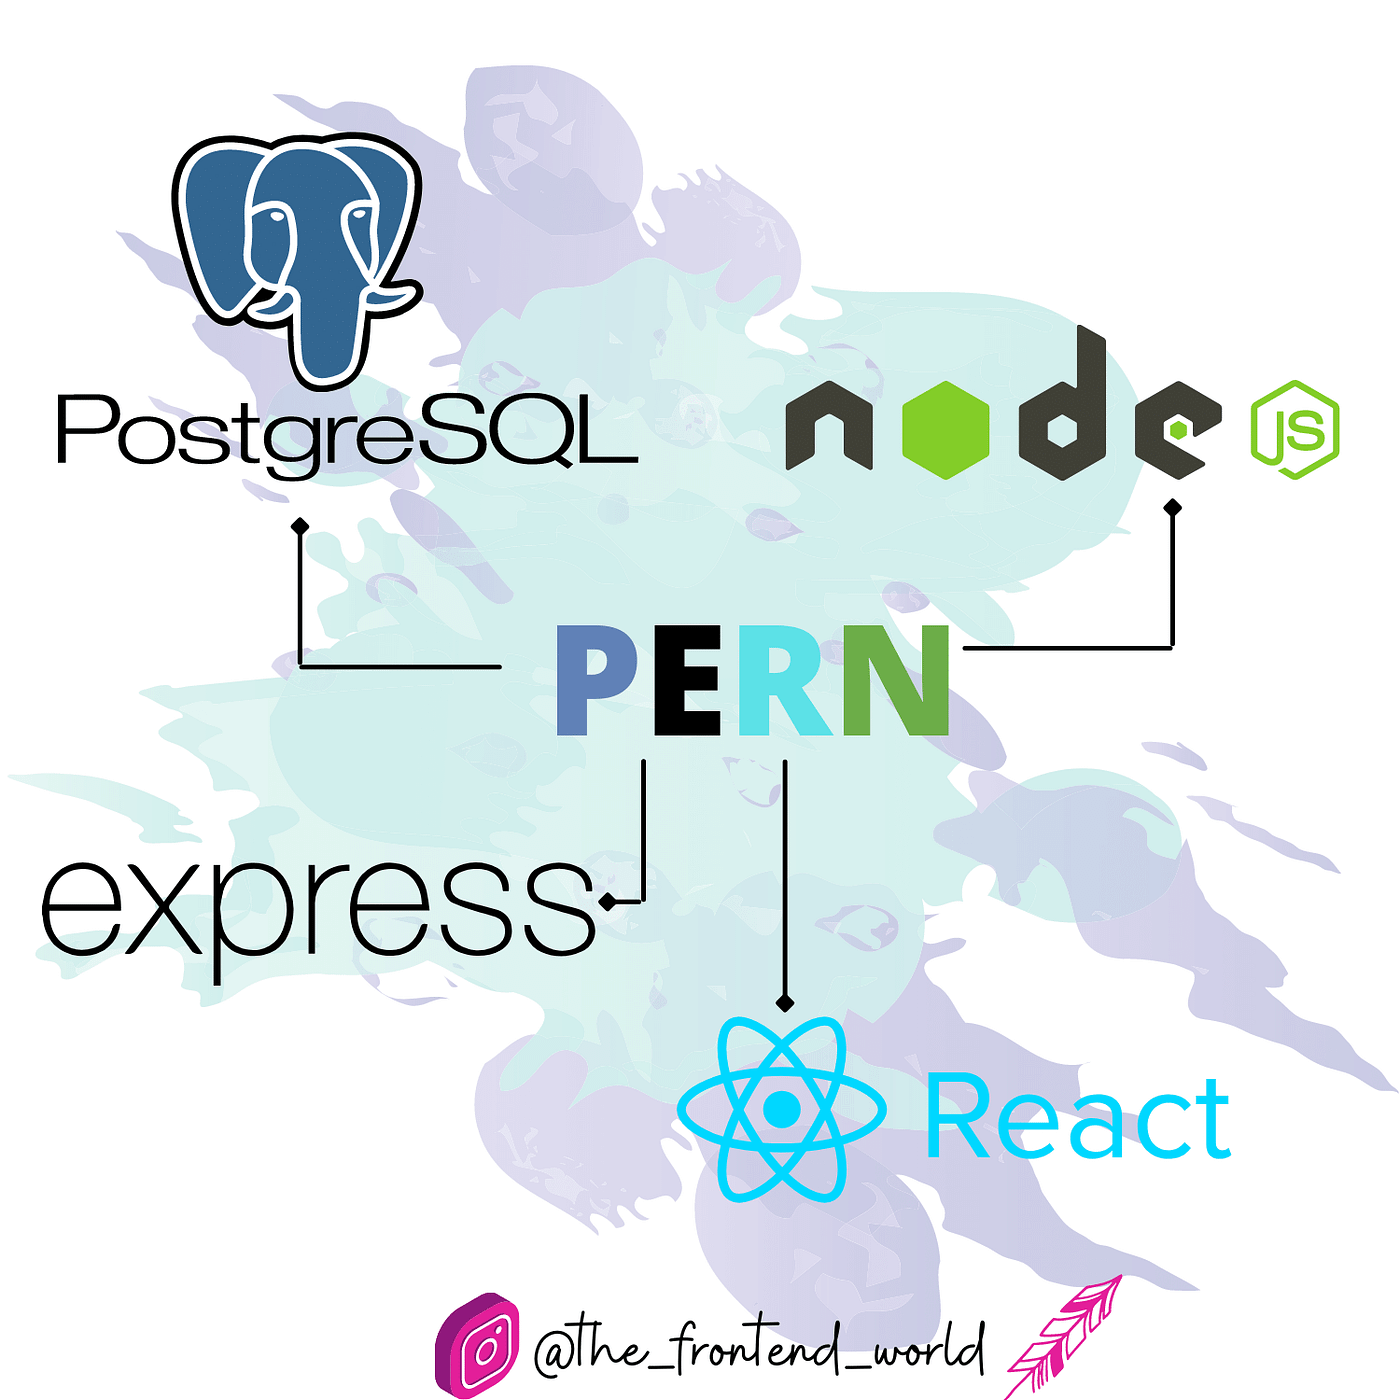 PostgreSQL
node
JS
PERN
express
React
@the_frontend_world